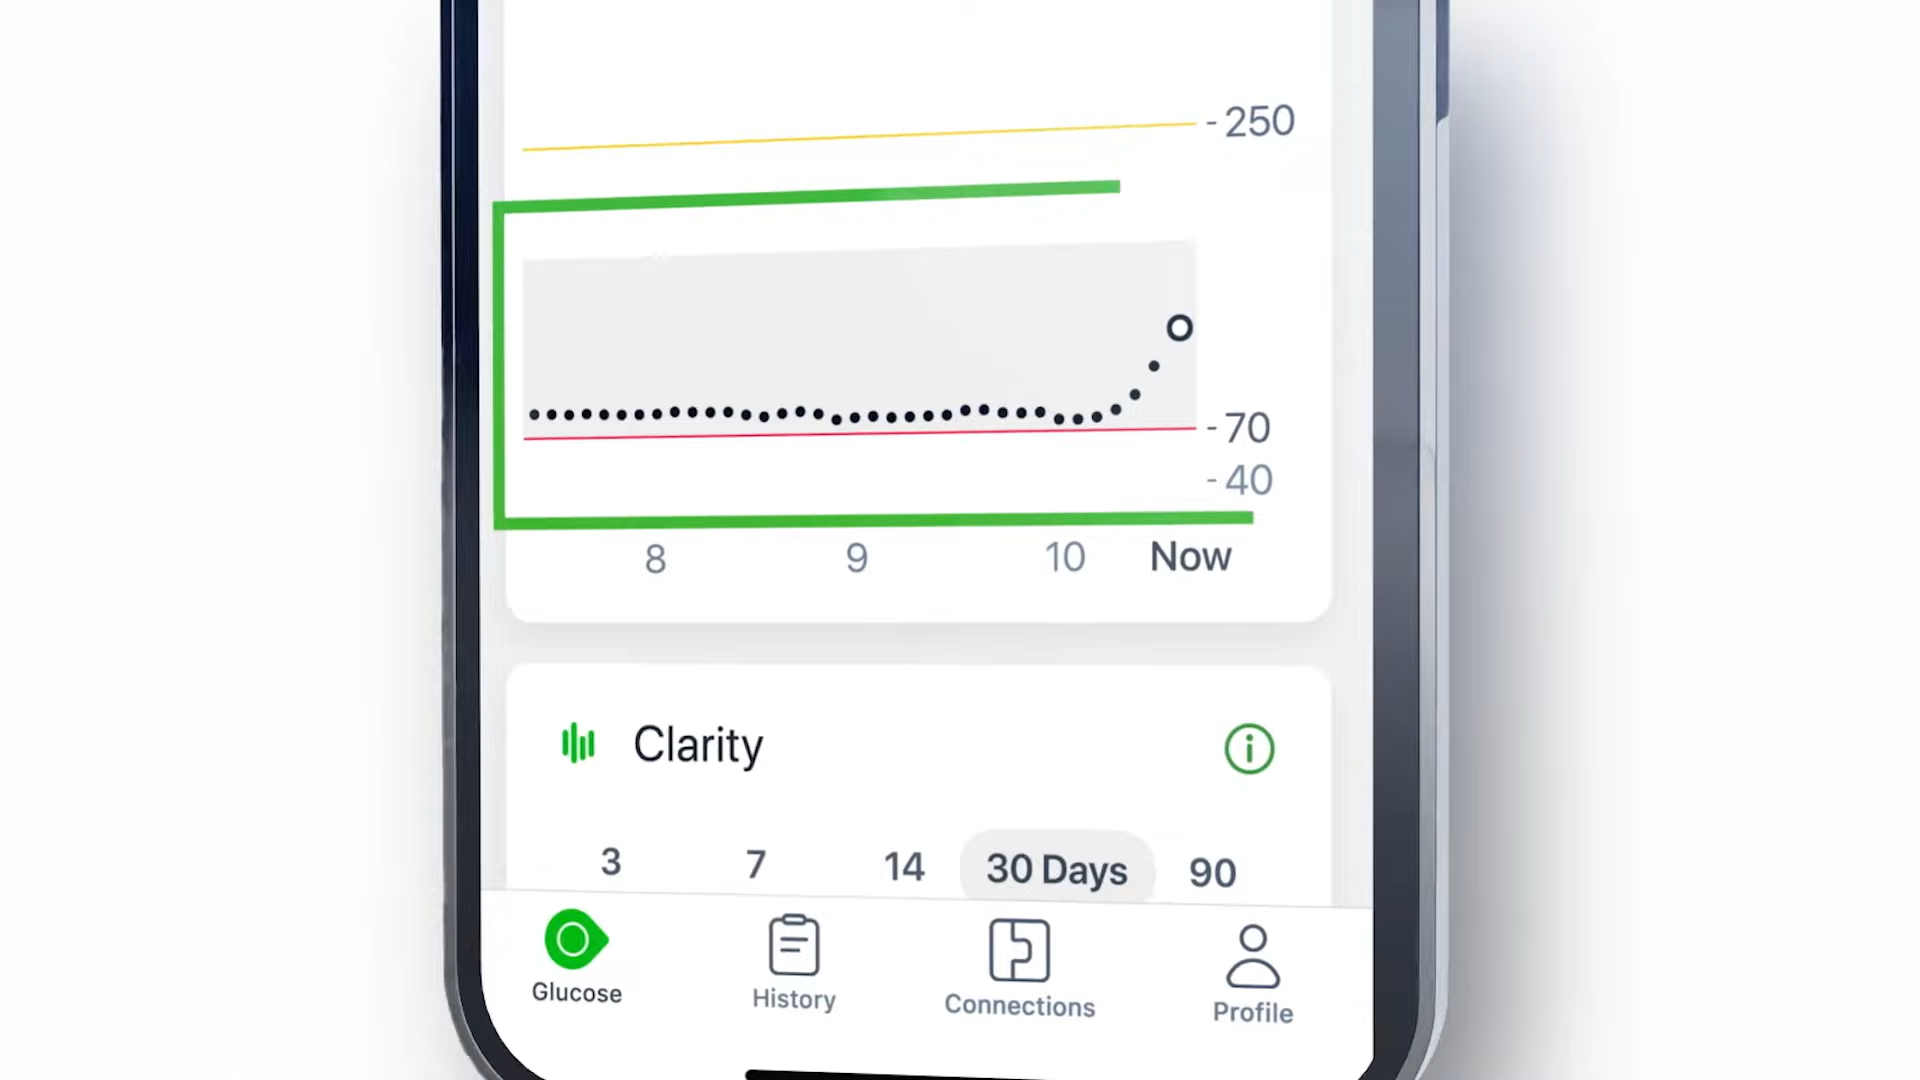 -250
-70
-40
8 9 10 Now
Clarity
3 7 14 30 Days 90
Glucose History Connections Profile